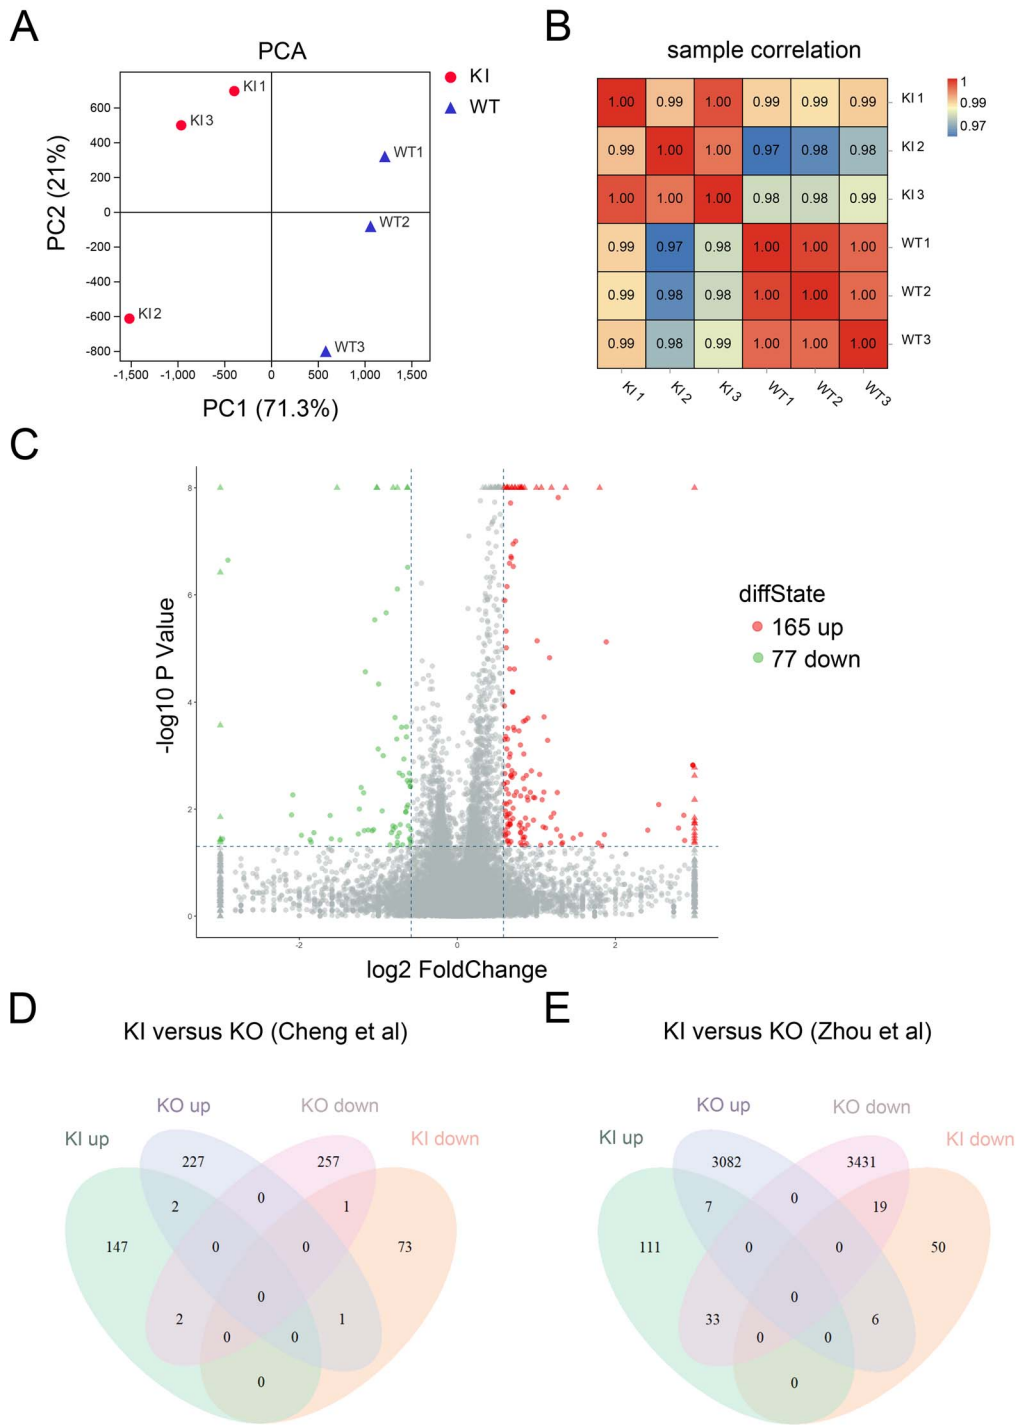 A
PCA
KI
WT
PC2 (21%)
600
400
200
0
-200
-400
-600
-800
KI1
KI3
WT1
WT2
KI2
WT3
-1,500 -1,000 -500 0 500 1,000 1,500
PC1 (71.3%)
B
sample correlation
1.00 0.99 1.00 0.99 0.99 0.99 KI1
0.99 1.00 1.00 0.97 0.98 0.98 KI2
1.00 1.00 1.00 0.98 0.98 0.99 KI3
0.99 0.97 0.98 1.00 1.00 1.00 WT1
0.99 0.98 0.98 1.00 1.00 1.00 WT2
0.99 0.98 0.99 1.00 1.00 1.00 WT3
KI1 KI2 KI3 WT1 WT2 WT3
1
0.99
0.97
C
-log10 P Value
8
6
4
2
0
-2 0 2
log2 FoldChange
diffState
165 up
77 down
D
KI versus KO (Cheng et al)
KO up KO down
KI up KI down
227 257
0
2 1
147 0 0 73
0
2 1
0 0
0
E
KI versus KO (Zhou et al)
KO up KO down
KI up KI down
3082 3431
0
7 19
111 0 0 50
0
33 6
0 0
0